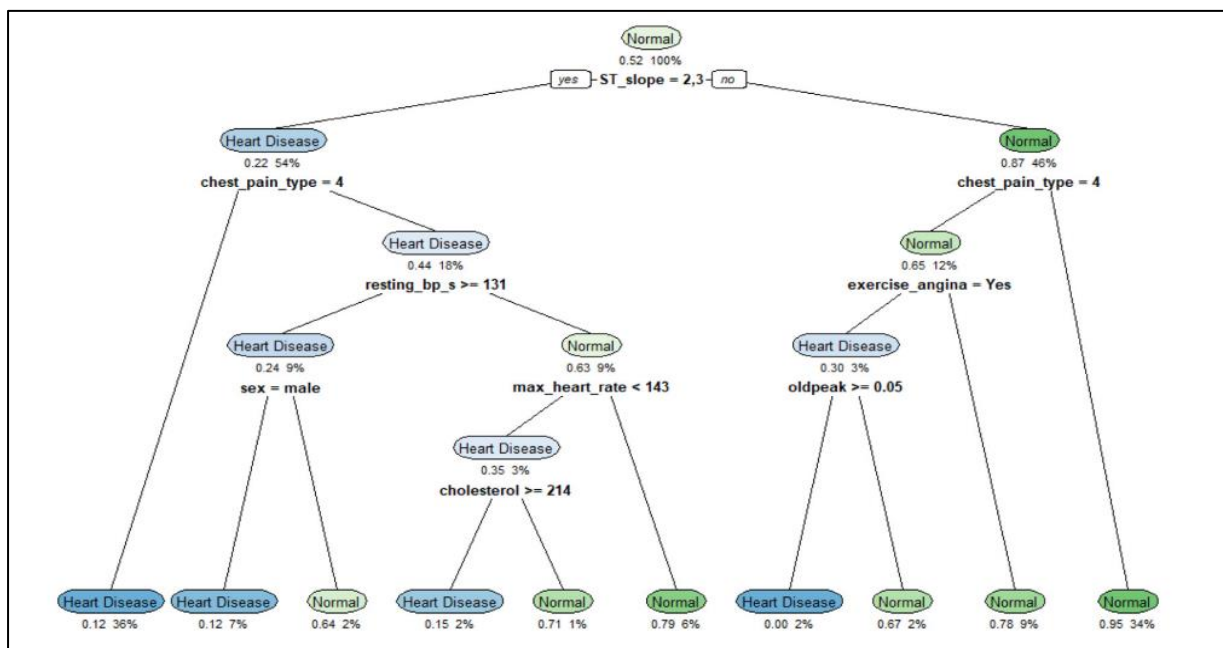 Normal
0.52 100%
yes ST_slope = 2,3 no
Heart Disease Normal
0.22 54% 0.87 46%
chest_pain_type = 4 chest_pain_type = 4
Heart Disease Normal
0.44 18% 0.65 12%
resting_bp_s >= 131 exercise_angina = Yes
Heart Disease Normal Heart Disease
0.24 9% 0.63 9% 0.30 3%
sex = male max_heart_rate < 143 oldpeak >= 0.05
Heart Disease
0.35 3%
cholesterol >= 214
Heart Disease Heart Disease Normal Heart Disease Normal Normal Heart Disease Normal Normal Normal
0.12 36% 0.12 7% 0.64 2% 0.15 2% 0.71 1% 0.79 6% 0.00 2% 0.67 2% 0.78 9% 0.95 34%